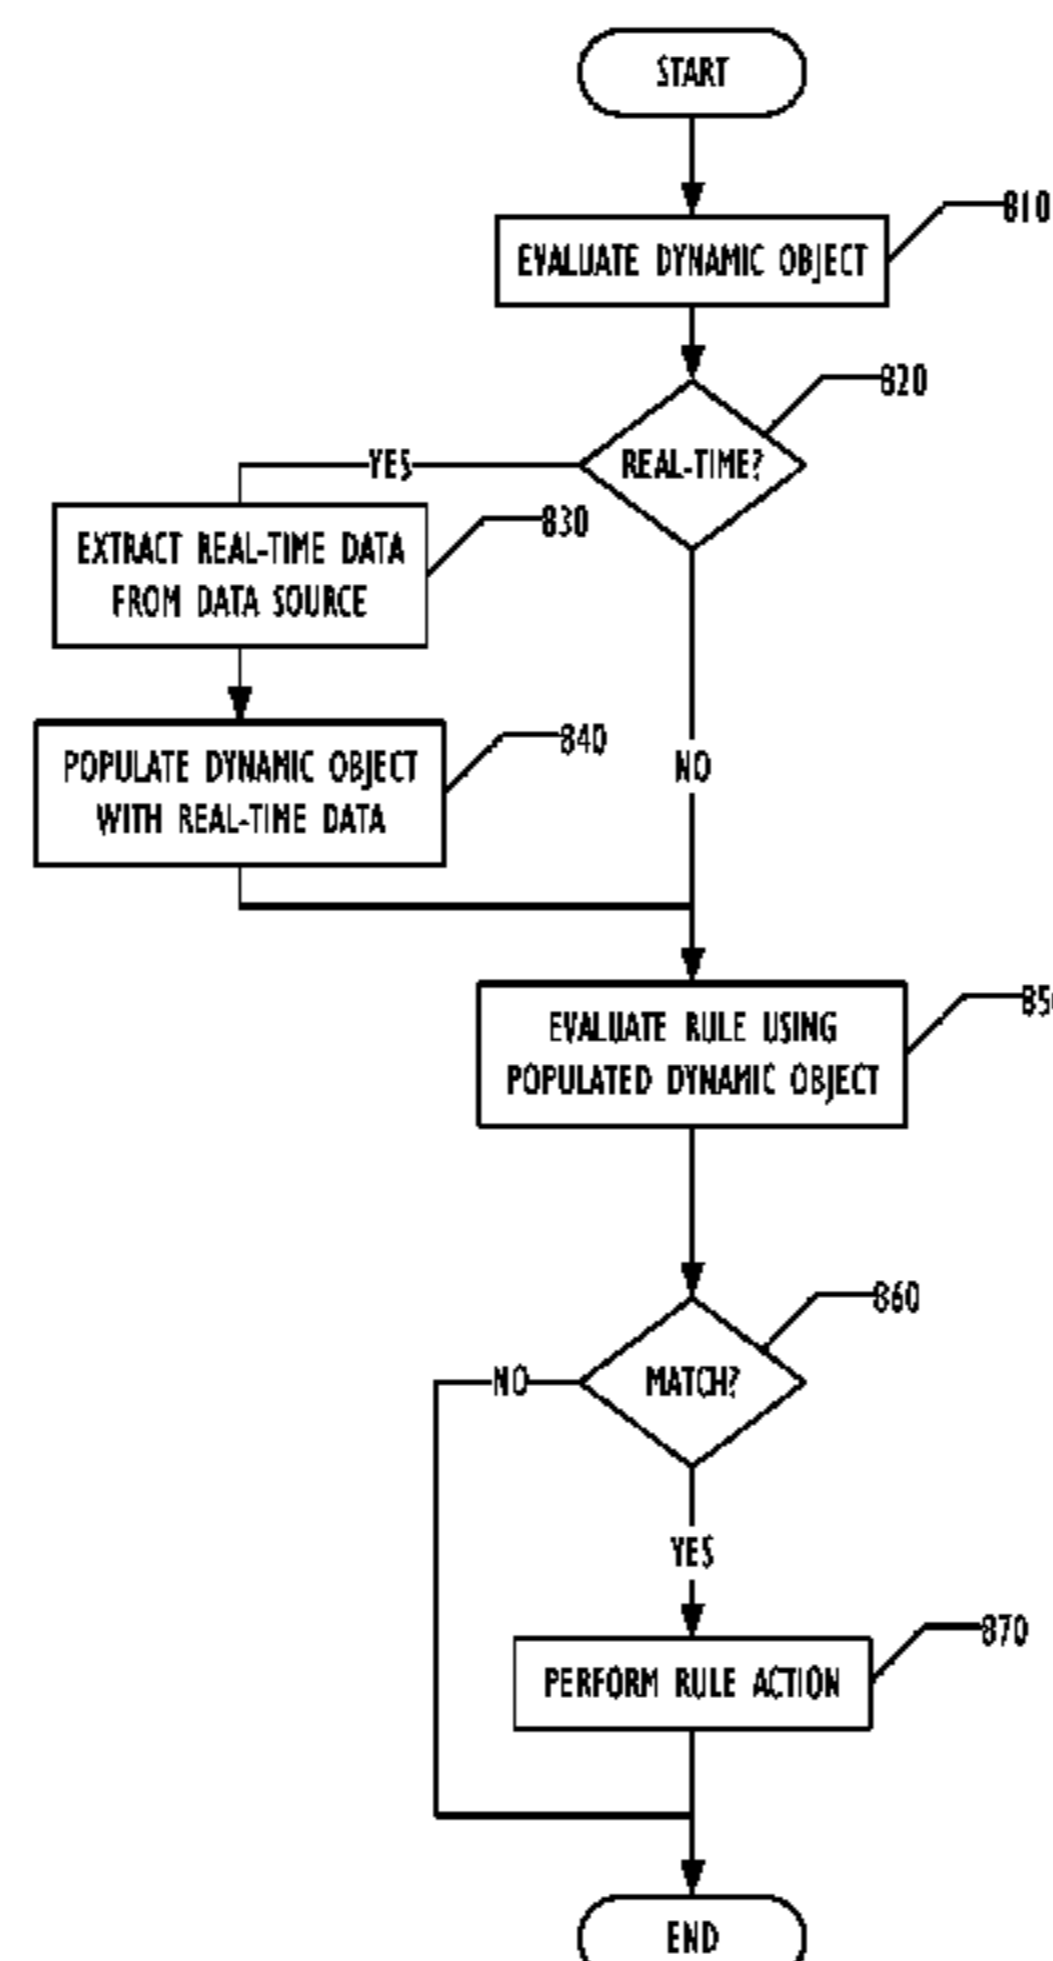 START
810
EVALUATE DYNAMIC OBJECT
820
REAL-TIME?
YES
830
EXTRACT REAL-TIME DATA
FROM DATA SOURCE
840
POPULATE DYNAMIC OBJECT
WITH REAL-TIME DATA
NO
EVALUATE RULE USING
POPULATED DYNAMIC OBJECT
860
MATCH?
NO
YES
870
PERFORM RULE ACTION
END